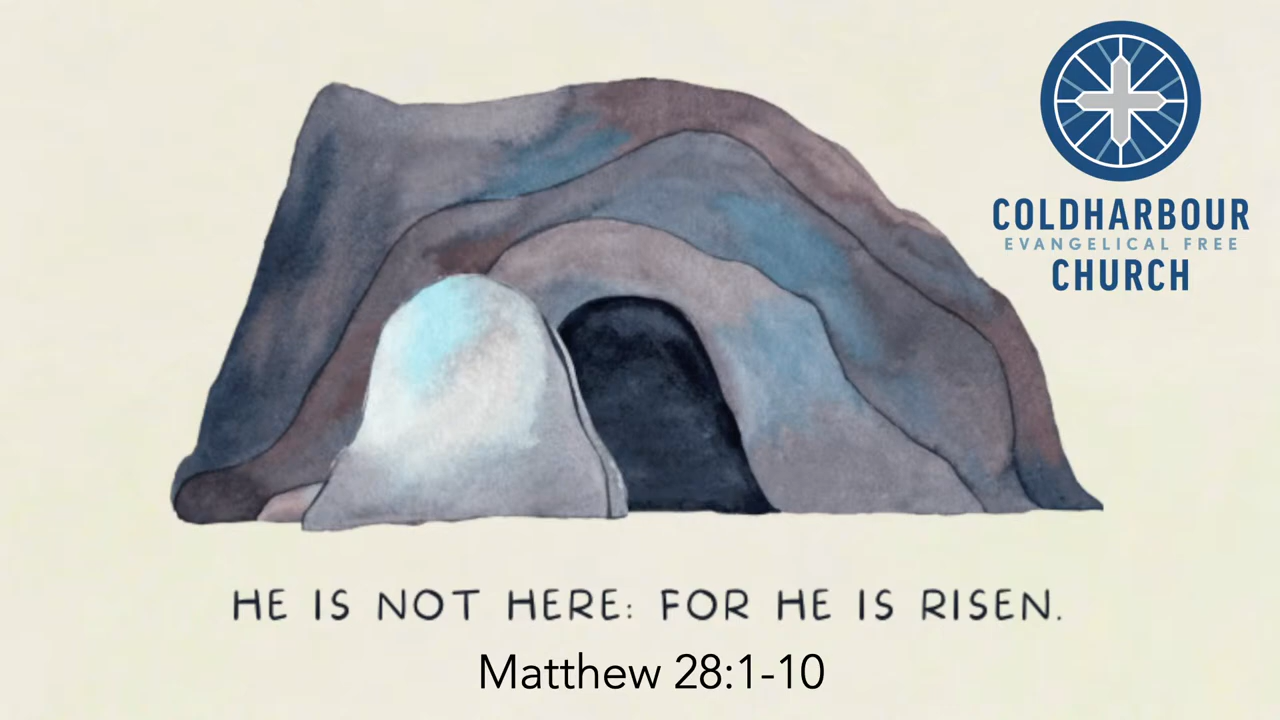 COLDHARBOUR
EVANGELICAL FREE
CHURCH
HE IS NOT HERE: FOR HE IS RISEN.
Matthew 28:1-10